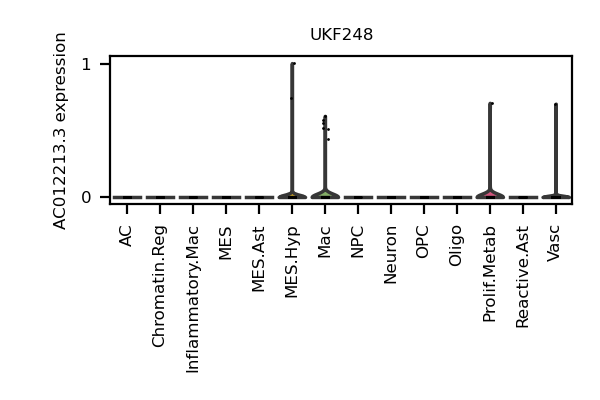 UKF248
AC012213.3 expression
1
0
AC
Chromatin.Reg
Inflammatory.Mac
MES
MES.Ast
MES.Hyp
Mac
NPC
Neuron
OPC
Oligo
Prolif.Metab
Reactive.Ast
Vasc